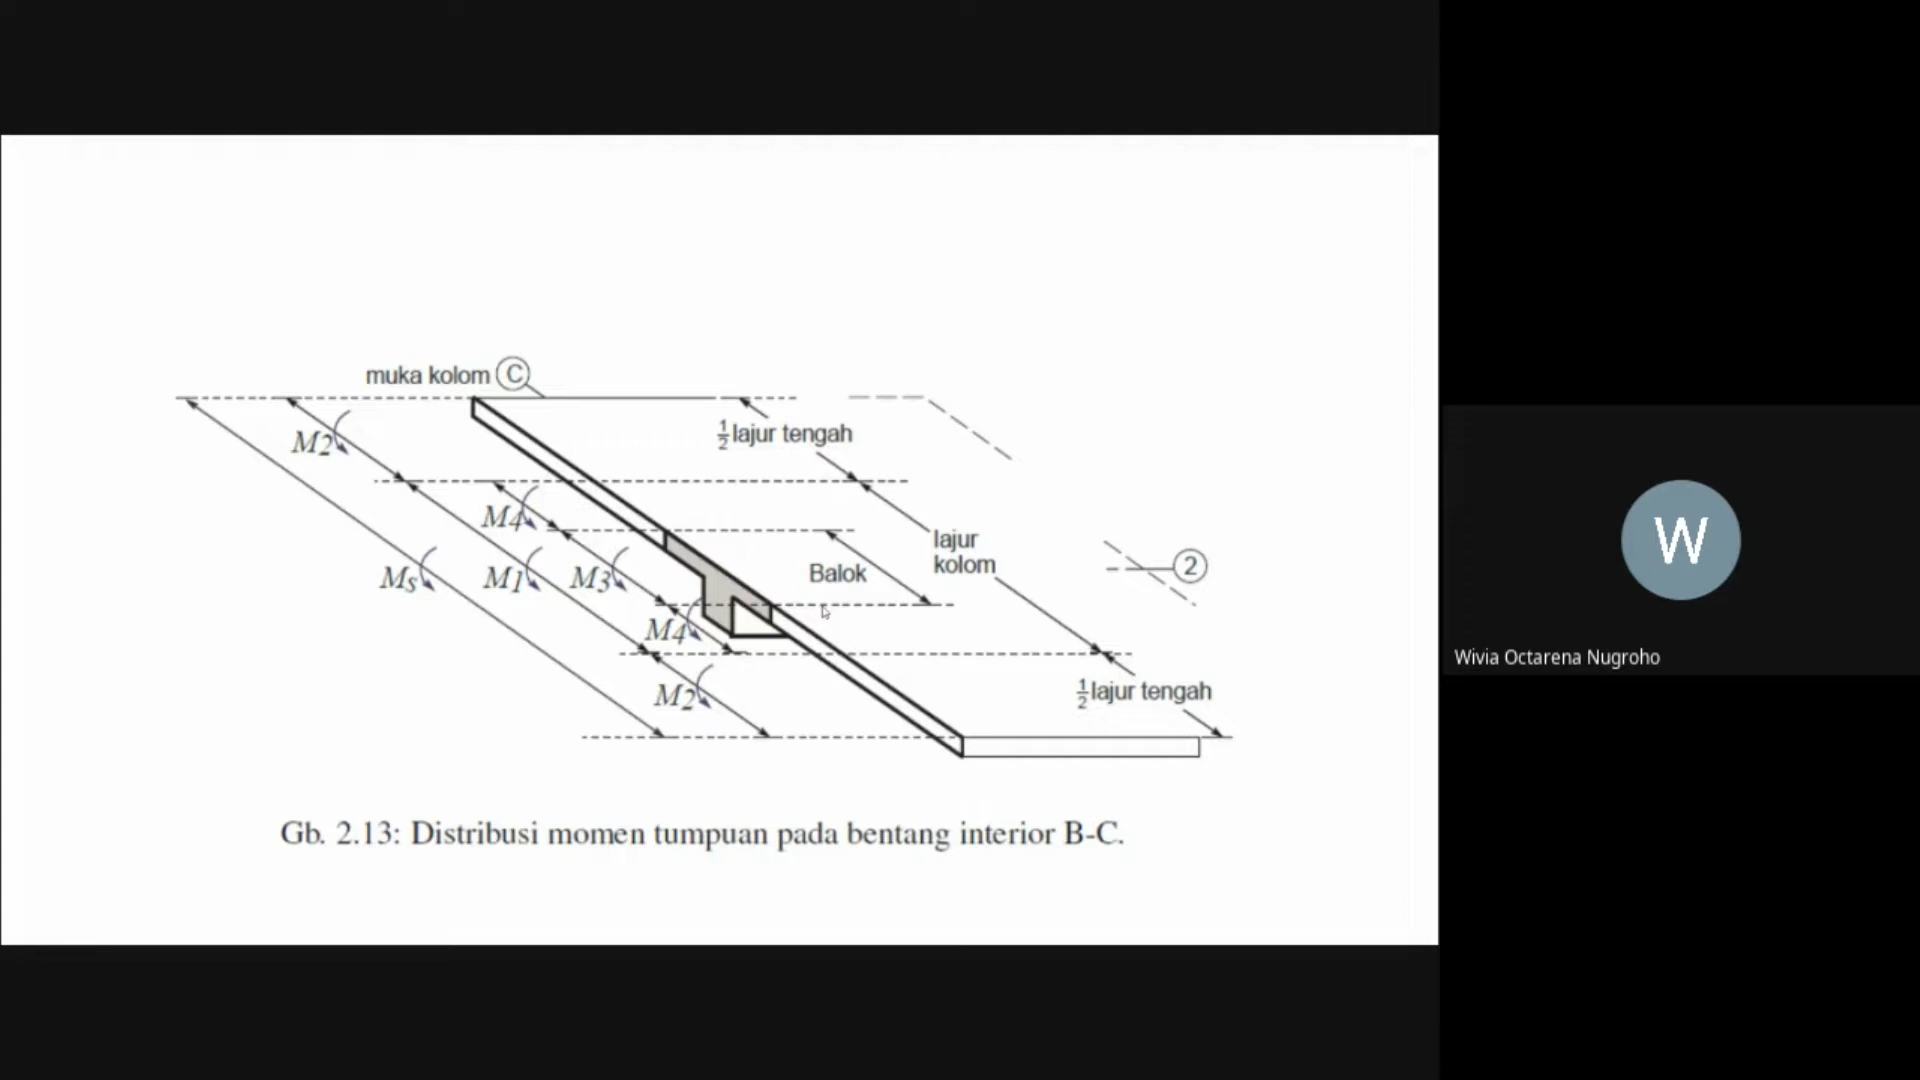 muka kolom C
M2
½ lajur tengah
M4
lajur
kolom
Ms
M1
M3
Balok
2
M4
M2
½ lajur tengah
Gb. 2.13: Distribusi momen tumpuan pada bentang interior B-C.
W
Wivia Octarena Nugroho